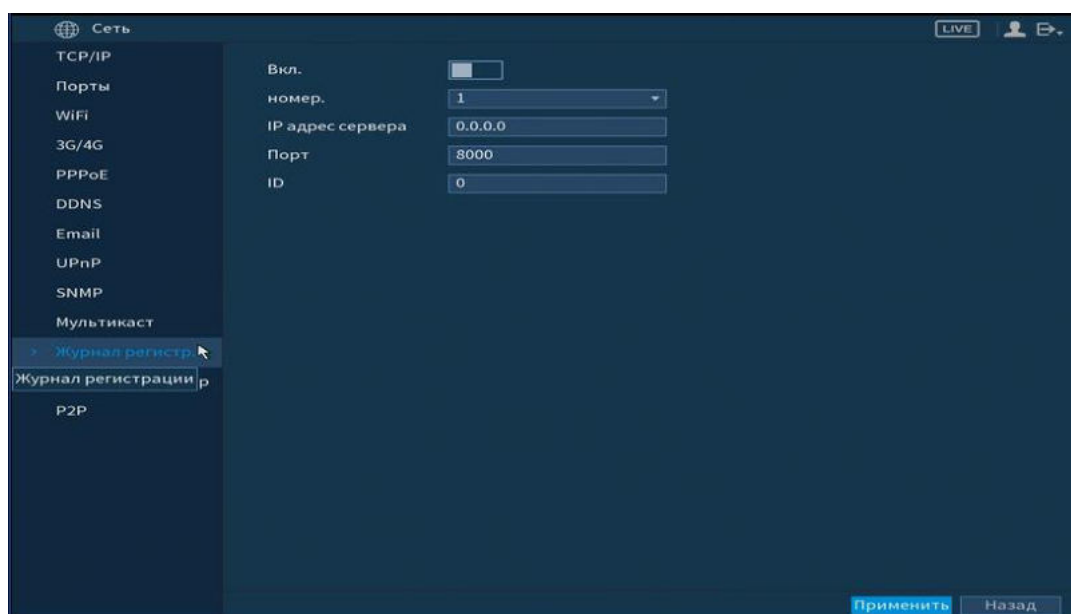 Сеть
LIVE
TCP/IP
Порты
WiFi
3G/4G
PPPoE
DDNS
Email
UPnP
SNMP
Мультикаст
> Журнал регистр.
Журнал регистрации
P2P
Вкл.
номер. 1
IP адрес сервера 0.0.0.0
Порт 8000
ID 0
Применить
Назад